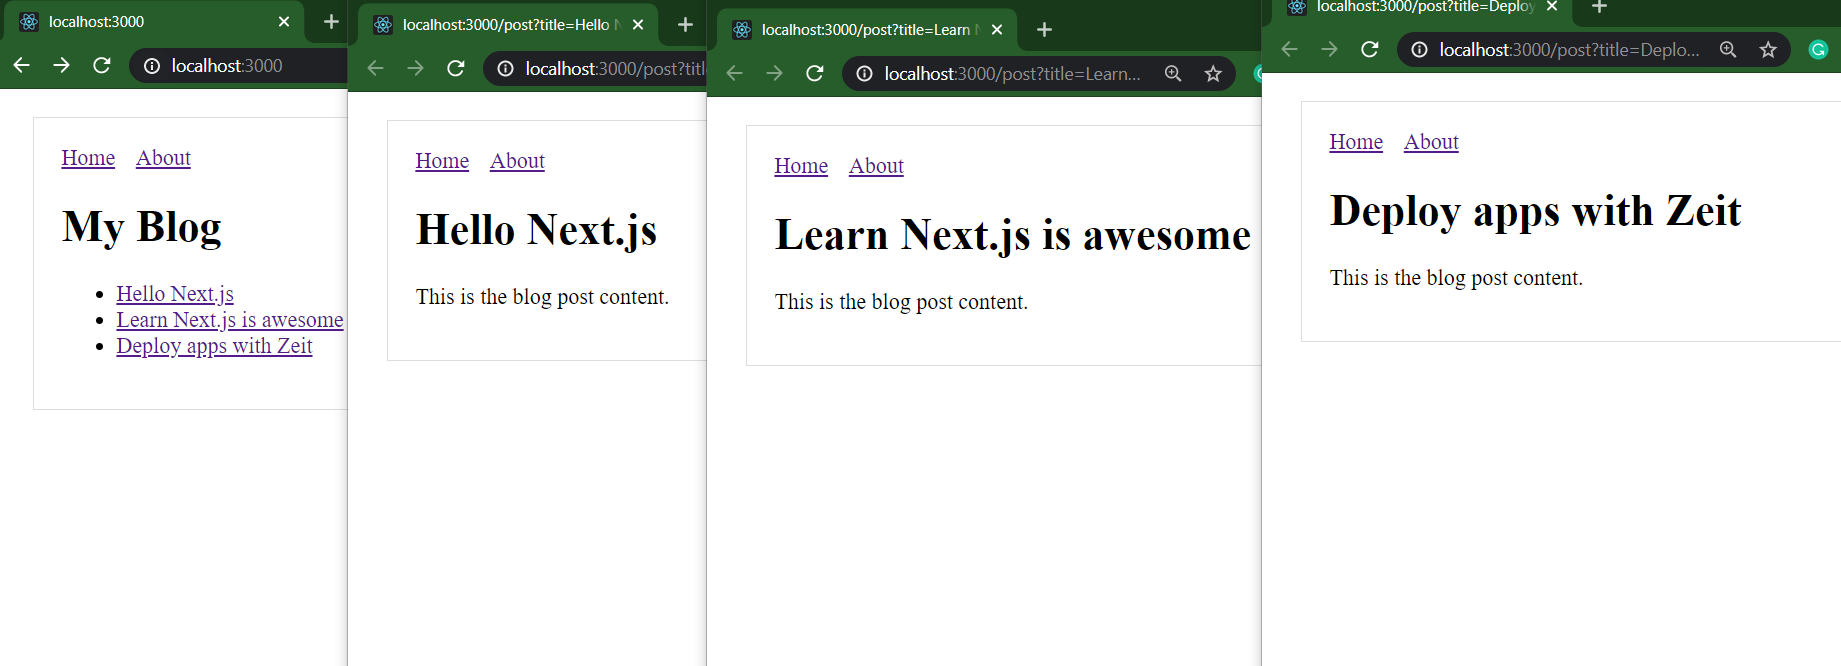 localhost:3000
localhost:3000
Home About
My Blog
Hello Next.js
Learn Next.js is awesome
Deploy apps with Zeit
localhost:3000/post?title=Hello N
localhost:3000/post?titl
Home About
Hello Next.js
This is the blog post content.
localhost:3000/post?title=Learn N
localhost:3000/post?title=Learn...
Home About
Learn Next.js is awesome
This is the blog post content.
localhost:3000/post?title=Deploy
localhost:3000/post?title=Deplo...
Home About
Deploy apps with Zeit
This is the blog post content.